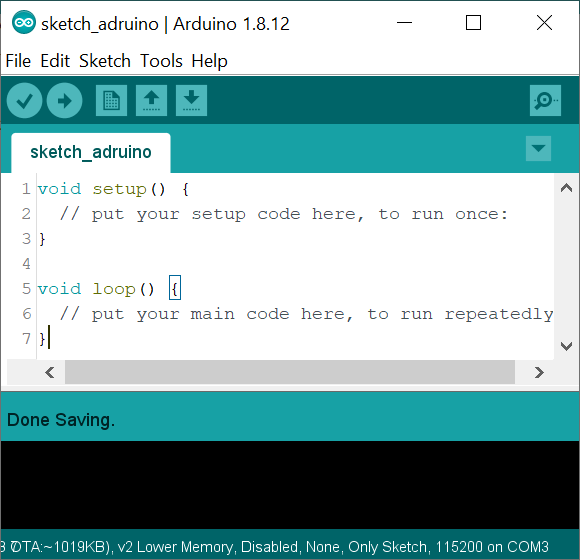 sketch_adruino | Arduino 1.8.12
File Edit Sketch Tools Help
sketch_adruino
1 void setup() {
2 // put your setup code here, to run once:
3 }
4
5 void loop() {
6 // put your main code here, to run repeatedly
7 }
Done Saving.
OTA:~1019KB), v2 Lower Memory, Disabled, None, Only Sketch, 115200 on COM3